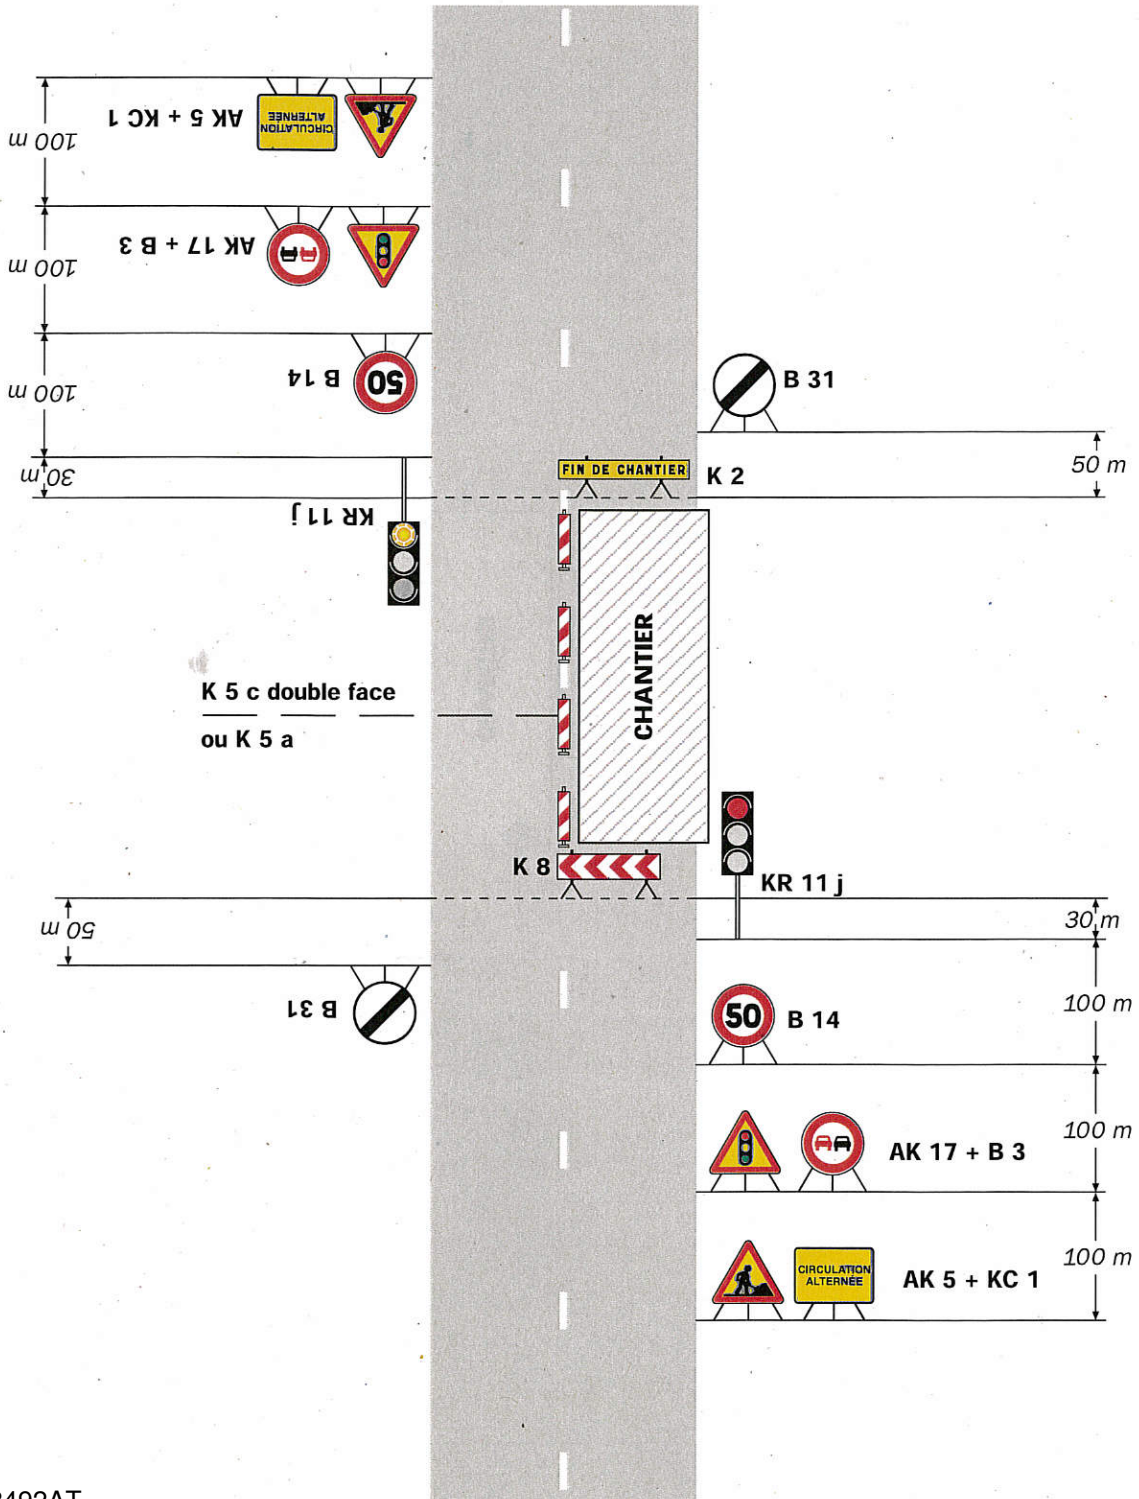 AK 5 + KC 1
CIRCULATION
ALTERNÉE
100 m
AK 17 + B 3
100 m
B 14
50
100 m
B 31
30 m
50 m
FIN DE CHANTIER
K 2
KR 11 j
CHANTIER
K 5 c double face
ou K 5 a
K 8
KR 11 j
50 m
30 m
B 31
50
B 14
100 m
AK 17 + B 3
100 m
CIRCULATION
ALTERNÉE
AK 5 + KC 1
100 m